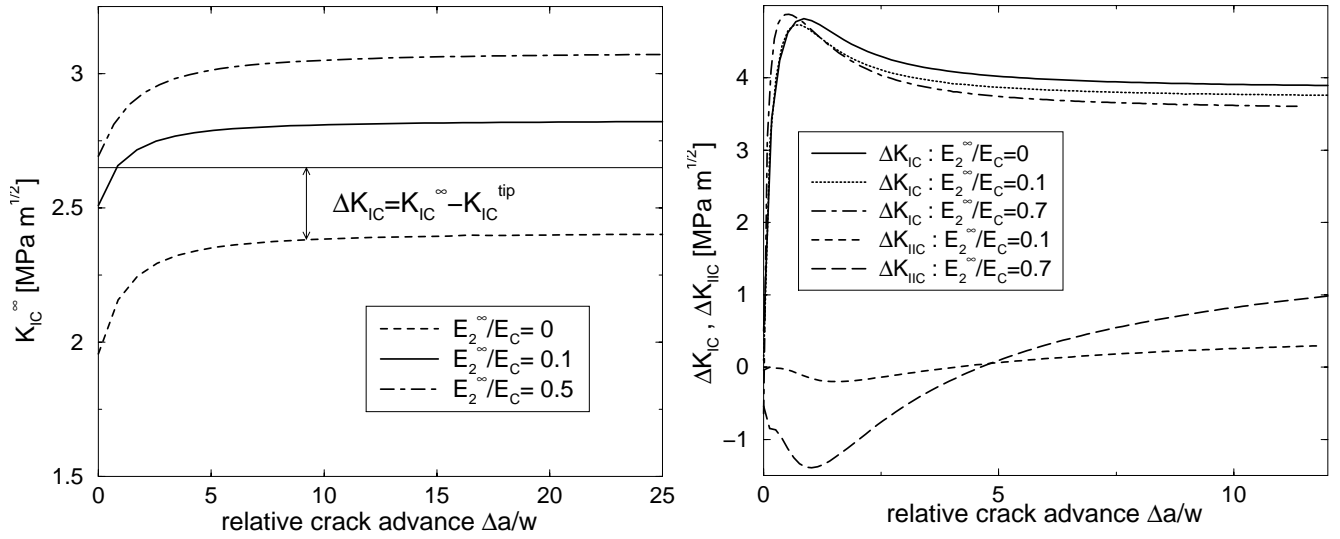 3
2.5
2
1.5
K_IC^∞ [MPa m^1/2]
ΔK_IC=K_IC^∞−K_IC^tip
E_2^∞/E_C= 0
E_2^∞/E_C= 0.1
E_2^∞/E_C= 0.5
0 5 10 15 20 25
relative crack advance Δa/w
4
3
2
1
0
−1
ΔK_IC , ΔK_IIC [MPa m^1/2]
ΔK_IC : E_2^∞/E_C=0
ΔK_IC : E_2^∞/E_C=0.1
ΔK_IC : E_2^∞/E_C=0.7
ΔK_IIC : E_2^∞/E_C=0.1
ΔK_IIC : E_2^∞/E_C=0.7
0 5 10
relative crack advance Δa/w